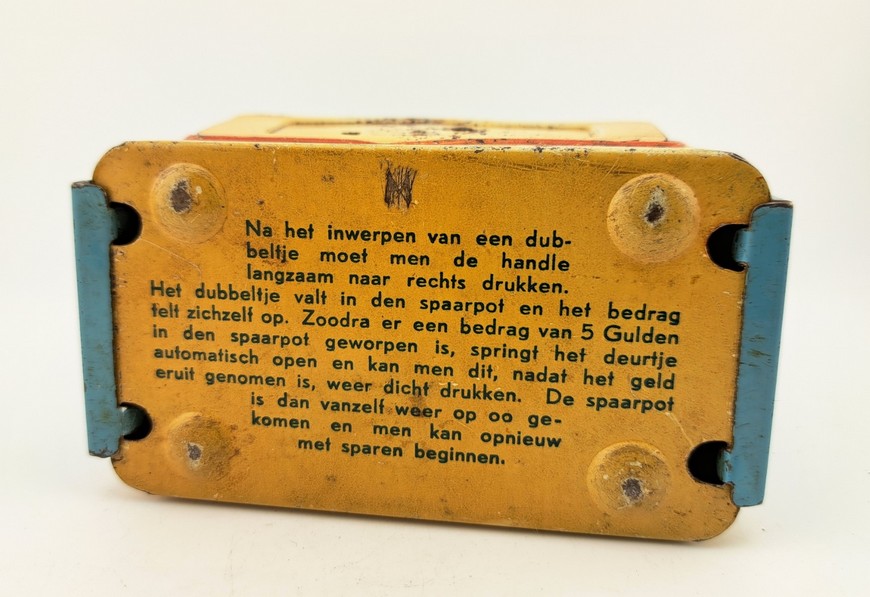 Na het inwerpen van een dub-
beltje moet men de handle
langzaam naar rechts drukken.
Het dubbeltje valt in den spaarpot en het bedrag
telt zichzelf op. Zoodra er een bedrag van 5 Gulden
in den spaarpot geworpen is, springt het deurtje
automatisch open en kan men dit, nadat het geld
eruit genomen is, weer dicht drukken. De spaarpot
is dan vanzelf weer op oo ge-
komen en men kan opnieuw
met sparen beginnen.